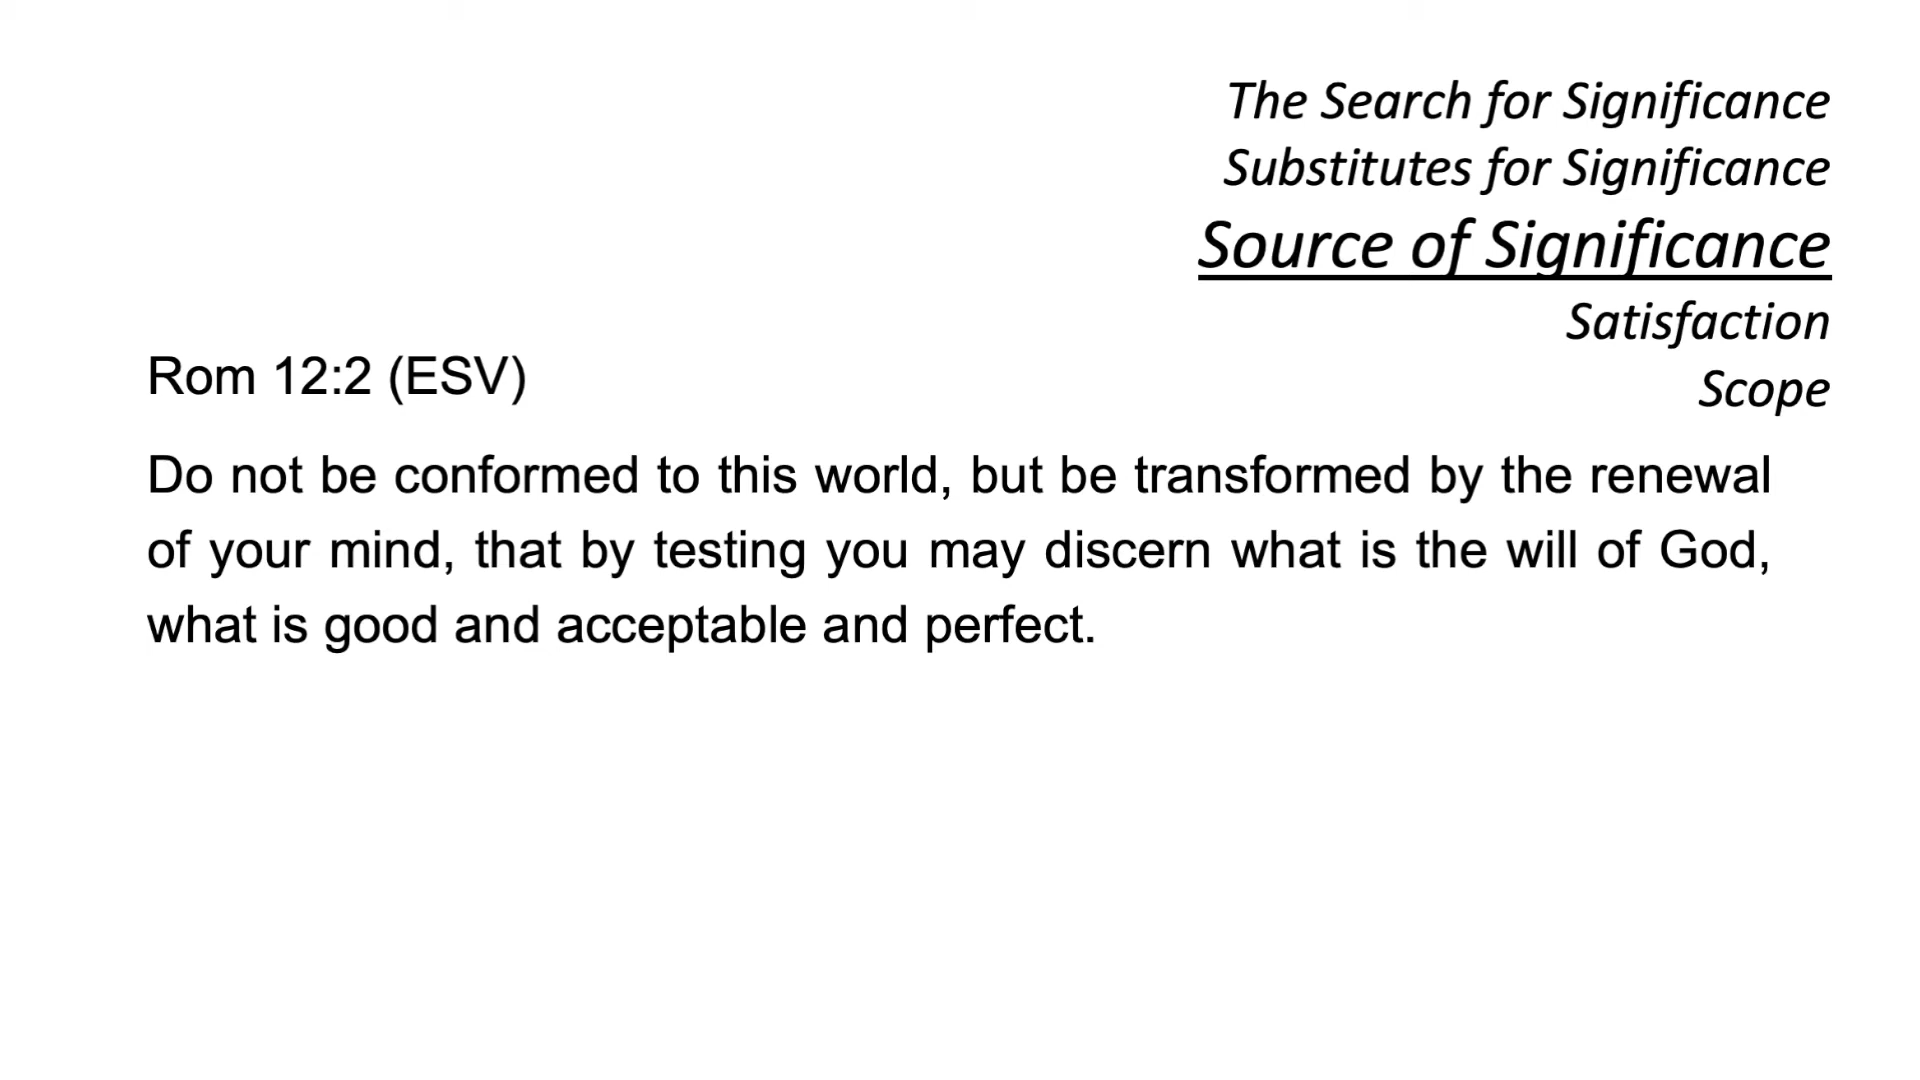 The Search for Significance
Substitutes for Significance
Source of Significance
Satisfaction
Scope
Rom 12:2 (ESV)
Do not be conformed to this world, but be transformed by the renewal
of your mind, that by testing you may discern what is the will of God,
what is good and acceptable and perfect.